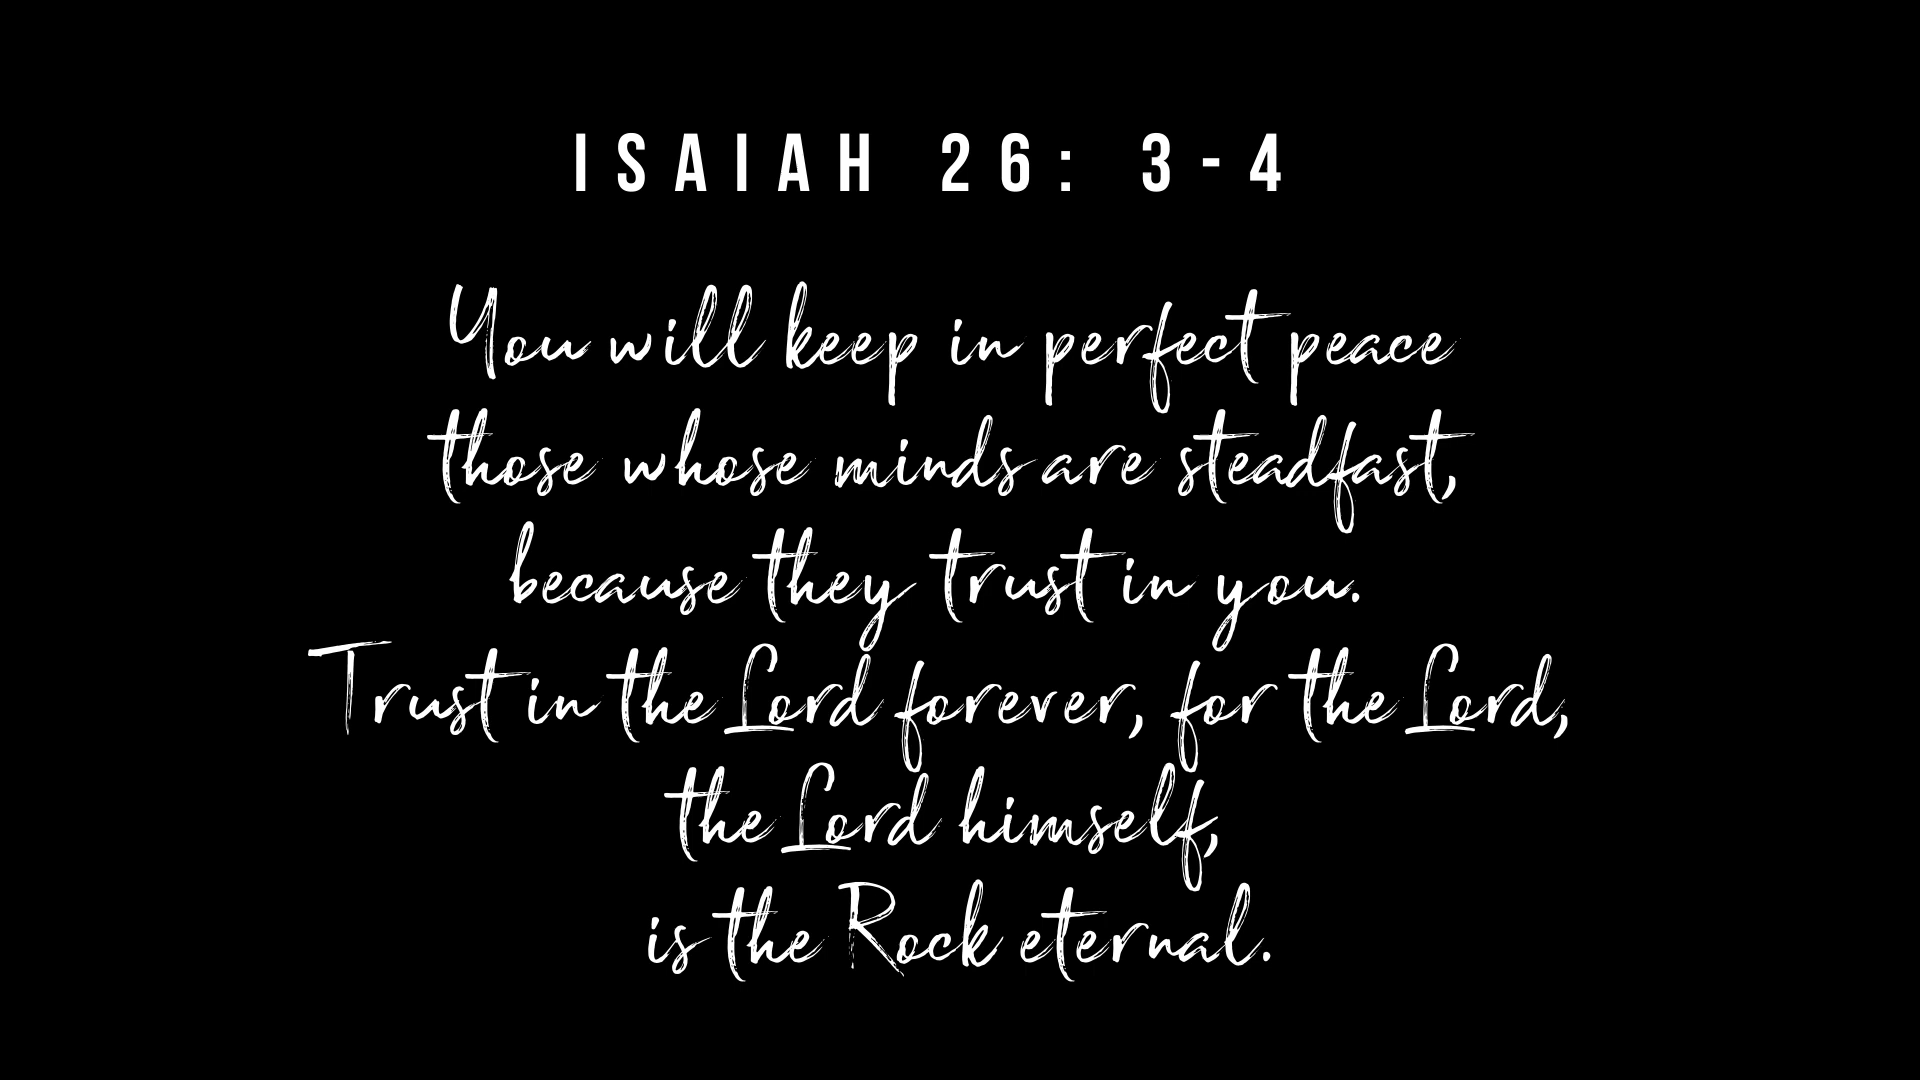 ISAIAH 26: 3-4
You will keep in perfect peace
those whose minds are steadfast,
because they trust in you.
Trust in the Lord forever, for the Lord,
the Lord himself,
is the Rock eternal.